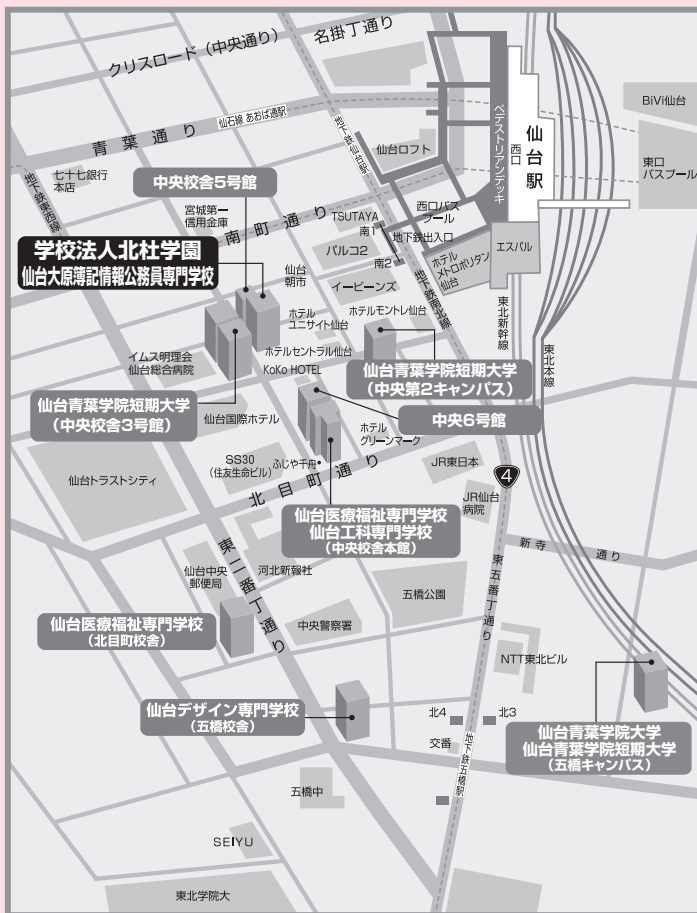 クリスロード（中央通り）
名掛丁通り
仙石線 あおば通駅
青葉通り
地下鉄仙台駅
仙台ロフト
ペデストリアンデッキ
西口
仙台駅
BiVi仙台
東口
バスプール
七十七銀行
本店
地下鉄東西線
中央校舎5号館
宮城第一
信用金庫
南町通り
TSUTAYA
南1
西口バス
プール
地下鉄出入口
パルコ2
南2
エスパル
ホテル
メトロポリタン
仙台
学校法人北杜学園
仙台大原簿記情報公務員専門学校
仙台
朝市
イービーンズ
地下鉄南北線
東北新幹線
東北本線
ホテル
ユニサイト仙台
ホテルモントレ仙台
イムス明理会
仙台総合病院
ホテルセントラル仙台
KoKo HOTEL
仙台青葉学院短期大学
（中央第2キャンパス）
仙台青葉学院短期大学
（中央校舎3号館）
仙台国際ホテル
中央6号館
ホテル
グリーンマーク
SS30
（住友生命ビル）
ふじや千舟
JR東日本
4
仙台トラストシティ
北目町通り
JR仙台
病院
仙台医療福祉専門学校
仙台工科専門学校
（中央校舎本館）
新寺通り
東二番丁通り
仙台中央
郵便局
河北新報社
五橋公園
東五番丁通り
仙台医療福祉専門学校
（北目町校舎）
中央警察署
NTT東北ビル
仙台デザイン専門学校
（五橋校舎）
北4
北3
交番
地下鉄五橋駅
仙台青葉学院大学
仙台青葉学院短期大学
（五橋キャンパス）
五橋中
SEIYU
東北学院大